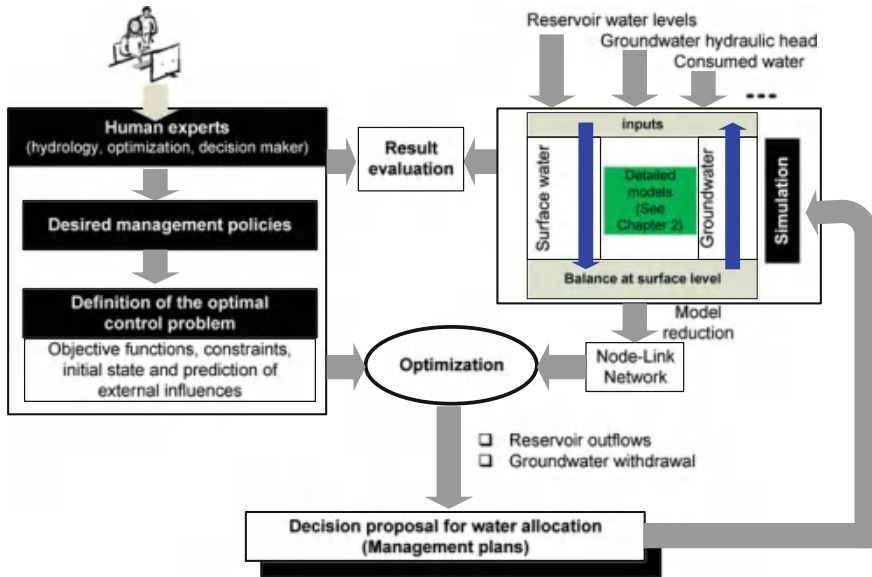 Reservoir water levels
Groundwater hydraulic head
Consumed water
---
Human experts
(hydrology, optimization, decision maker)
Desired management policies
Definition of the optimal
control problem
Objective functions, constraints,
initial state and prediction of
external influences
Result
evaluation
inputs
Surface water
Detailed
models
(See
Chapter 2)
Groundwater
Simulation
Balance at surface level
Model
reduction
Node-Link
Network
Optimization
❑ Reservoir outflows
❑ Groundwater withdrawal
Decision proposal for water allocation
(Management plans)